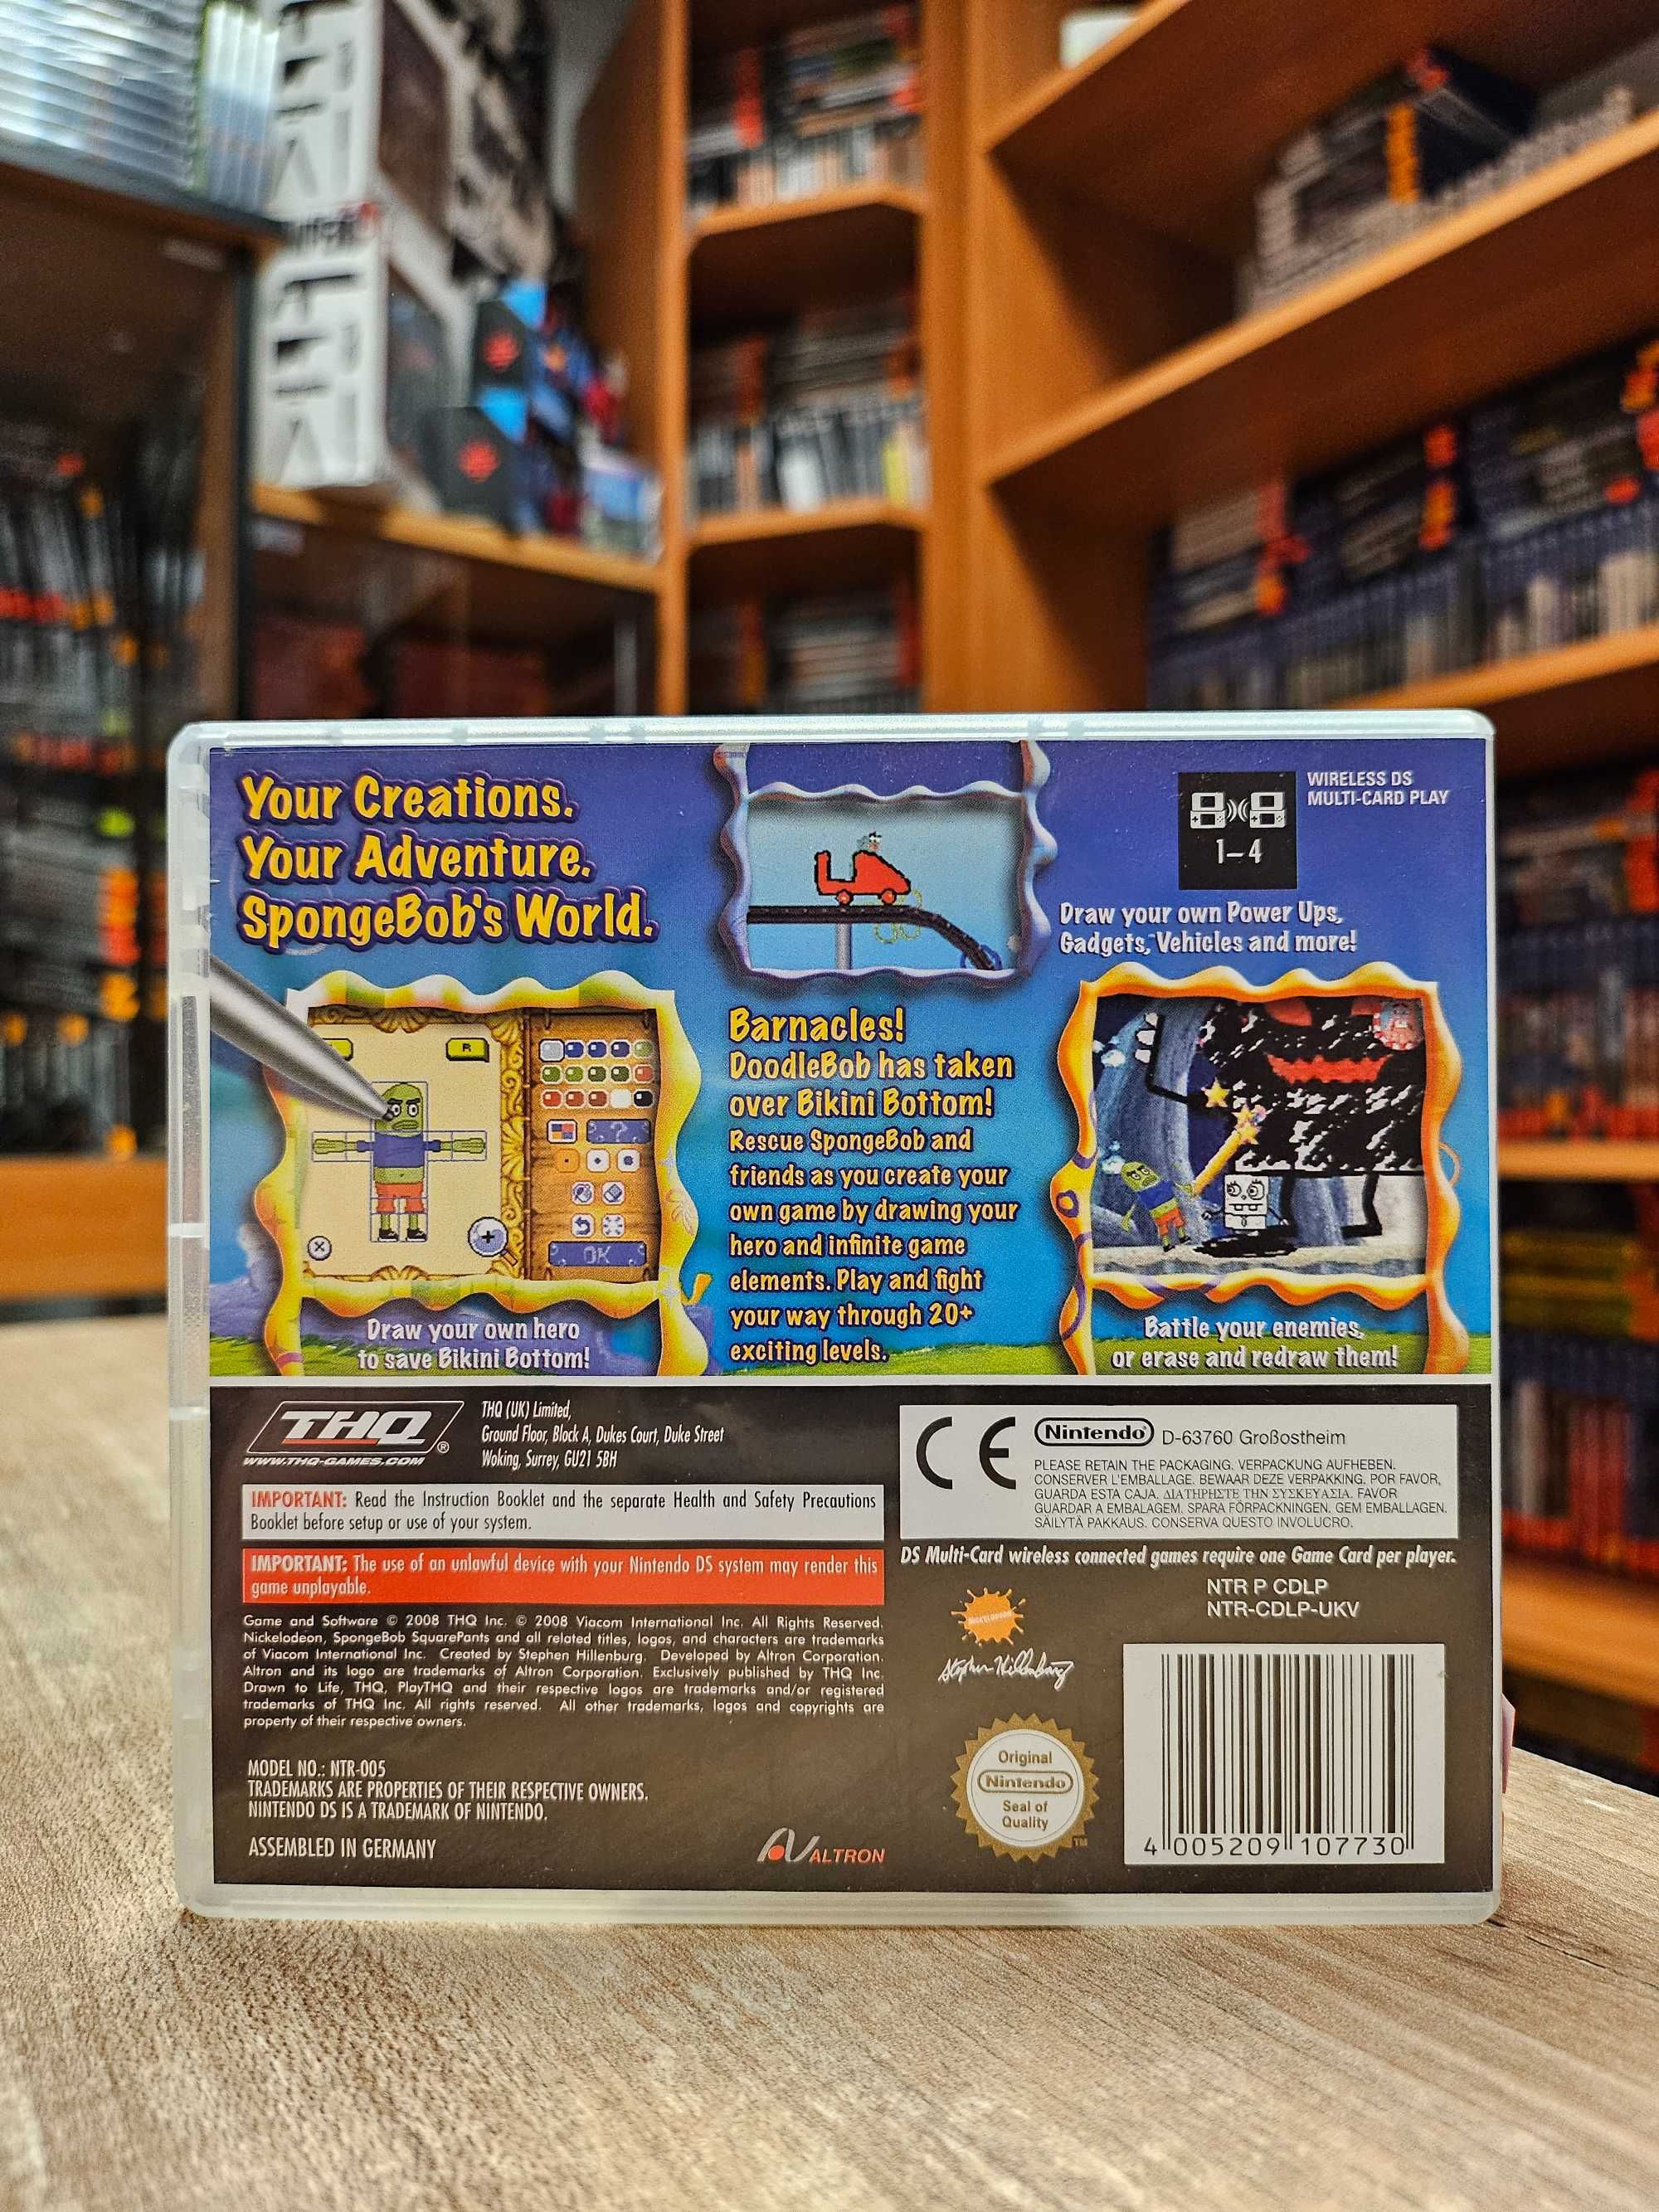 Your Creations.
Your Adventure.
SpongeBob's World.
WIRELESS DS
MULTI-CARD PLAY
1-4
Draw your own Power Ups,
Gadgets, Vehicles and more!
R
OK
Draw your own hero
to save Bikini Bottom!
Barnacles!
DoodleBob has taken
over Bikini Bottom!
Rescue SpongeBob and
friends as you create your
own game by drawing your
hero and infinite game
elements. Play and fight
your way through 20+
exciting levels.
Battle your enemies,
or erase and redraw them!
THQ®
WWW.THQ-GAMES.COM
THQ (UK) Limited,
Ground Floor, Block A, Dukes Court, Duke Street
Woking, Surrey, GU21 5BH
IMPORTANT: Read the Instruction Booklet and the separate Health and Safety Precautions
Booklet before setup or use of your system.
IMPORTANT: The use of an unlawful device with your Nintendo DS system may render this
game unplayable.
Game and Software © 2008 THQ Inc. © 2008 Viacom International Inc. All Rights Reserved.
Nickelodeon, SpongeBob SquarePants and all related titles, logos, and characters are trademarks
of Viacom International Inc. Created by Stephen Hillenburg. Developed by Altron Corporation.
Altron and its logo are trademarks of Altron Corporation. Exclusively published by THQ Inc.
Drawn to Life, THQ, PlayTHQ and their respective logos are trademarks and/or registered
trademarks of THQ Inc. All rights reserved. All other trademarks, logos and copyrights are
property of their respective owners.
MODEL NO.: NTR-005
TRADEMARKS ARE PROPERTIES OF THEIR RESPECTIVE OWNERS.
NINTENDO DS IS A TRADEMARK OF NINTENDO.
ASSEMBLED IN GERMANY
ALTRON
CE
Nintendo® D-63760 Großostheim
PLEASE RETAIN THE PACKAGING. VERPACKUNG AUFHEBEN.
CONSERVER L'EMBALLAGE. BEWAAR DEZE VERPAKKING. POR FAVOR,
GUARDA ESTA CAJA. ΔΙΑΤΗΡΗΣΤΕ ΤΗΝ ΣΥΣΚΕΥΑΣΙΑ. FAVOR
GUARDAR A EMBALAGEM. SPARA FÖRPACKNINGEN. GEM EMBALLAGEN.
SÄILYTÄ PAKKAUS. CONSERVA QUESTO INVOLUCRO.
DS Multi-Card wireless connected games require one Game Card per player.
NTR P CDLP
NTR-CDLP-UKV
NICKELODEON
Stephen Hillenburg
Original
Nintendo
Seal of
Quality
TM
4 005209 107730